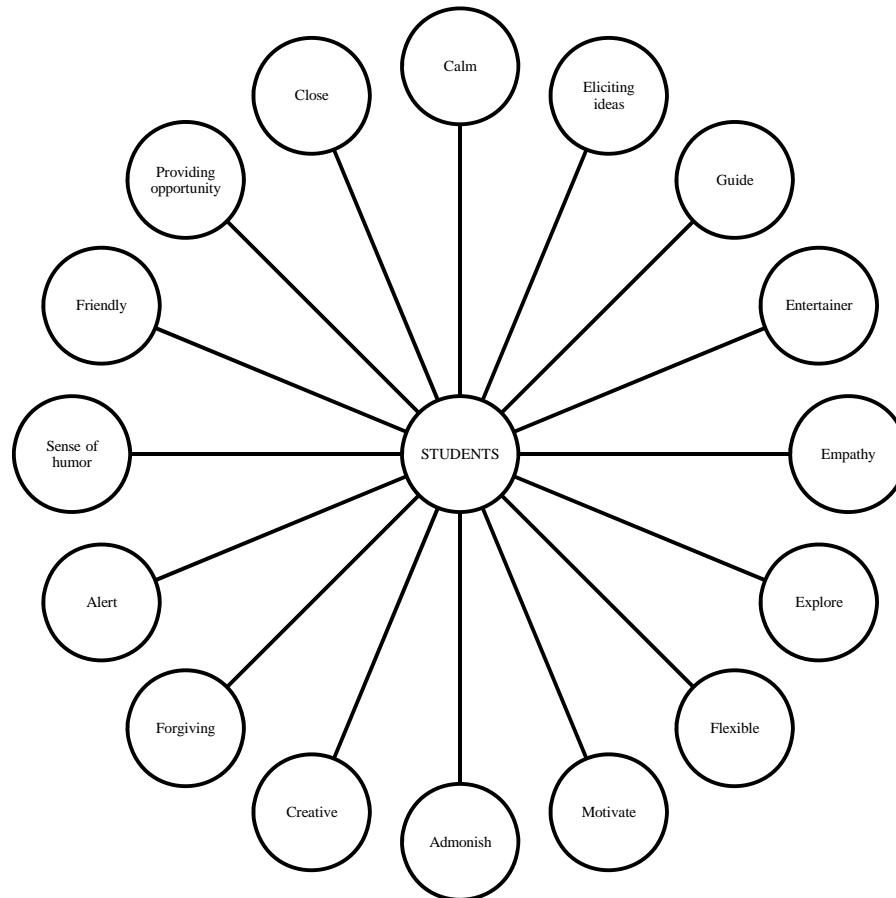 Calm
Eliciting
ideas
Close
Providing
opportunity
Guide
Friendly
Entertainer
Sense of
humor
STUDENTS
Empathy
Alert
Explore
Forgiving
Flexible
Creative
Motivate
Admonish